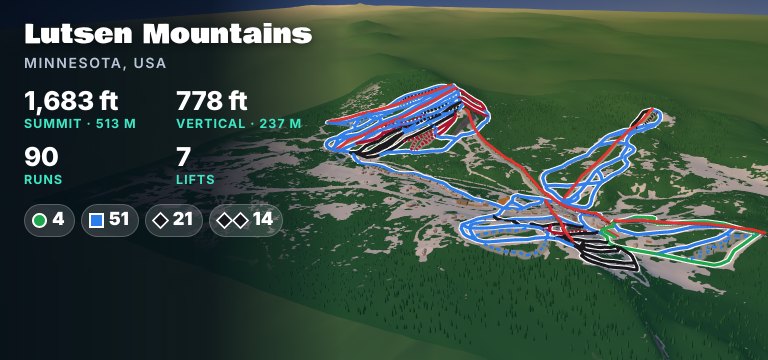 Lutsen Mountains
MINNESOTA, USA
1,683 ft 778 ft
SUMMIT · 513 M VERTICAL · 237 M
90 7
RUNS LIFTS
4 51 21 14